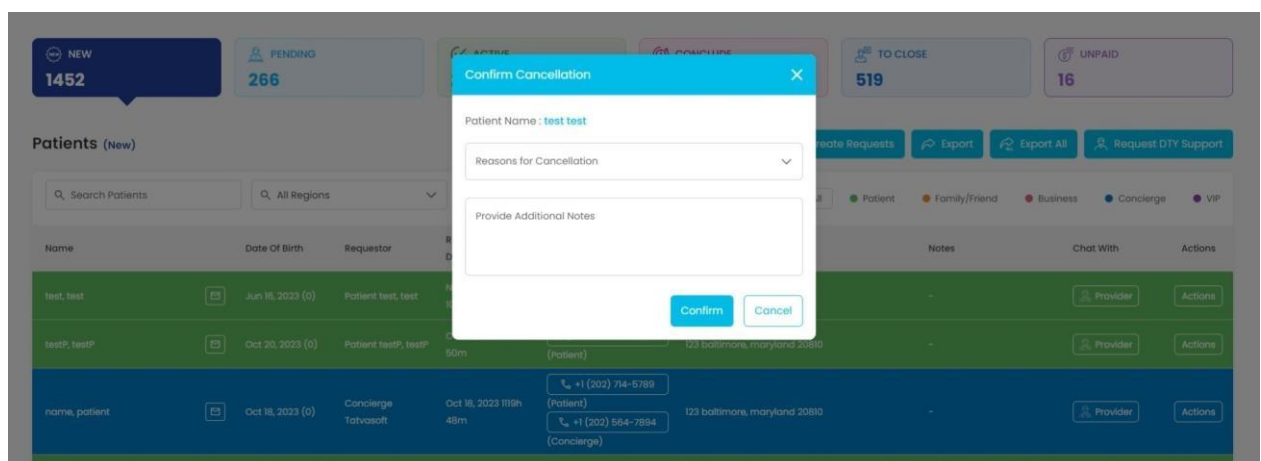 NEW
1452
PENDING
266
ACTIVE
CONCLUDE
TO CLOSE
519
UNPAID
16
Confirm Cancellation
Patient Name : test test
Reasons for Cancellation
Provide Additional Notes
Confirm
Cancel
Patients (New)
Export
Export All
Request DTY Support
Requests
Search Patients
All Regions
Patient
Family/Friend
Business
Concierge
VIP
Name
Date Of Birth
Requestor
Notes
Chat With
Actions
test, test
Jun 16, 2023 (0)
Patient test, test
-
Provider
Actions
testP, testP
Oct 20, 2023 (0)
Patient testP, testP
50m
(Patient)
123 baltimore, maryland 20810
-
Provider
Actions
name, patient
Oct 18, 2023 (0)
Concierge
Tatvasoft
Oct 18, 2023 1119h
48m
+1 (202) 714-5789
(Patient)
+1 (202) 564-7894
(Concierge)
123 baltimore, maryland 20810
-
Provider
Actions